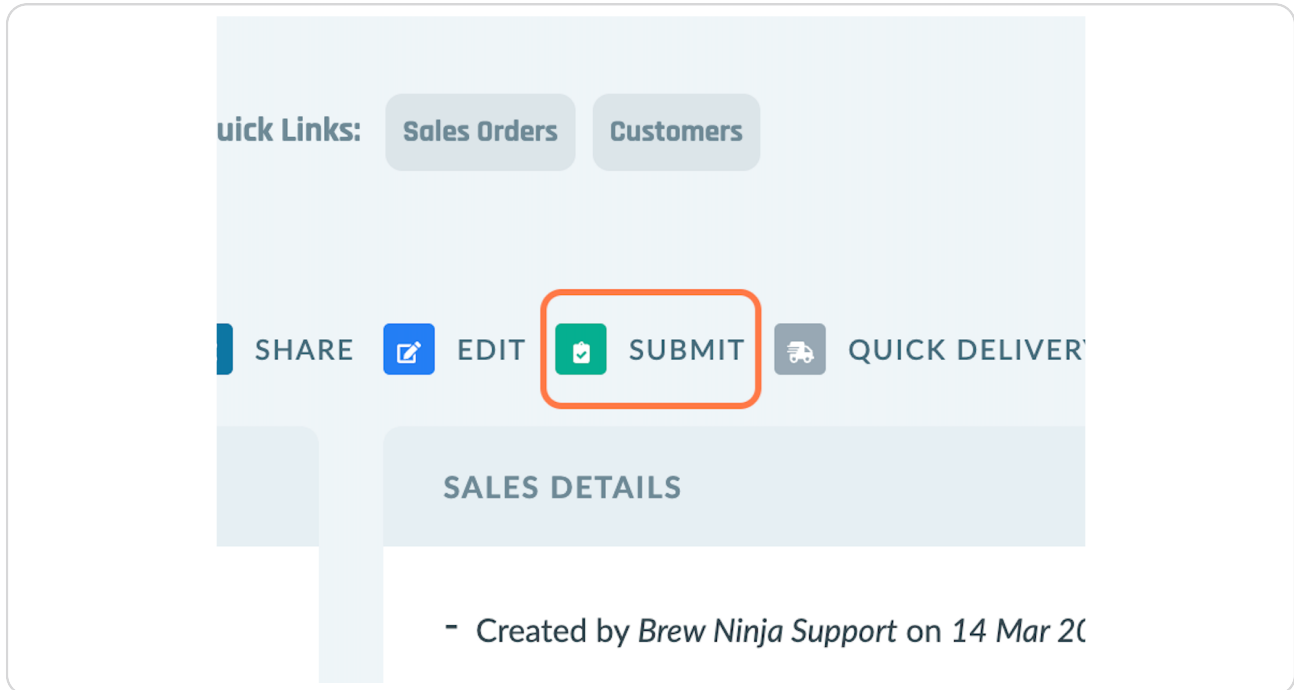 uick Links: Sales Orders Customers
SHARE EDIT SUBMIT QUICK DELIVERY
SALES DETAILS
- Created by Brew Ninja Support on 14 Mar 20